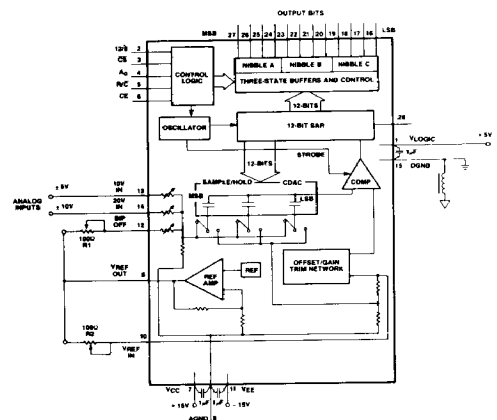 OUTPUT BITS
MSB 27 26 25 24 23 22 21 20 19 18 17 16 LSB
NIBBLE A NIBBLE B NIBBLE C
THREE-STATE BUFFERS AND CONTROL
12/8 2
CS 3
A0 4
R/C 5
CE 6
CONTROL LOGIC
12-BITS
OSCILLATOR
12-BIT SAR
28
12-BITS
STROBE
COMP
1 VLOGIC
+5V
1µF
15 DGND
SAMPLE/HOLD CDAC
MSB
LSB
ANALOG INPUTS
±5V
±10V
10V IN 13
20V IN 14
BIP OFF 12
100Ω
R1
VREF OUT 8
REF AMP
REF
OFFSET/GAIN TRIM NETWORK
100Ω
R2
10
VREF IN
VCC 7
1µF 1µF
11 VEE
+15V
-15V
AGND 9